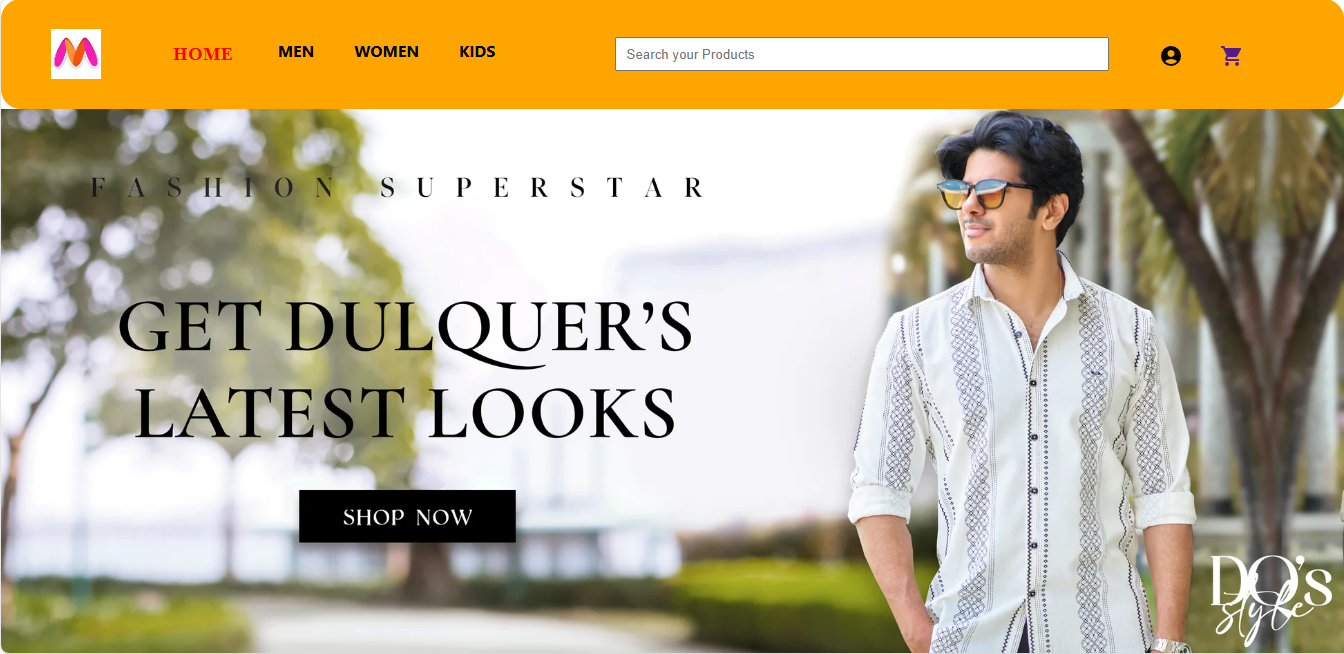 HOME
MEN
WOMEN
KIDS
Search your Products
FASHION SUPERSTAR
GET DULQUER’S
LATEST LOOKS
SHOP NOW
DQ’s
style